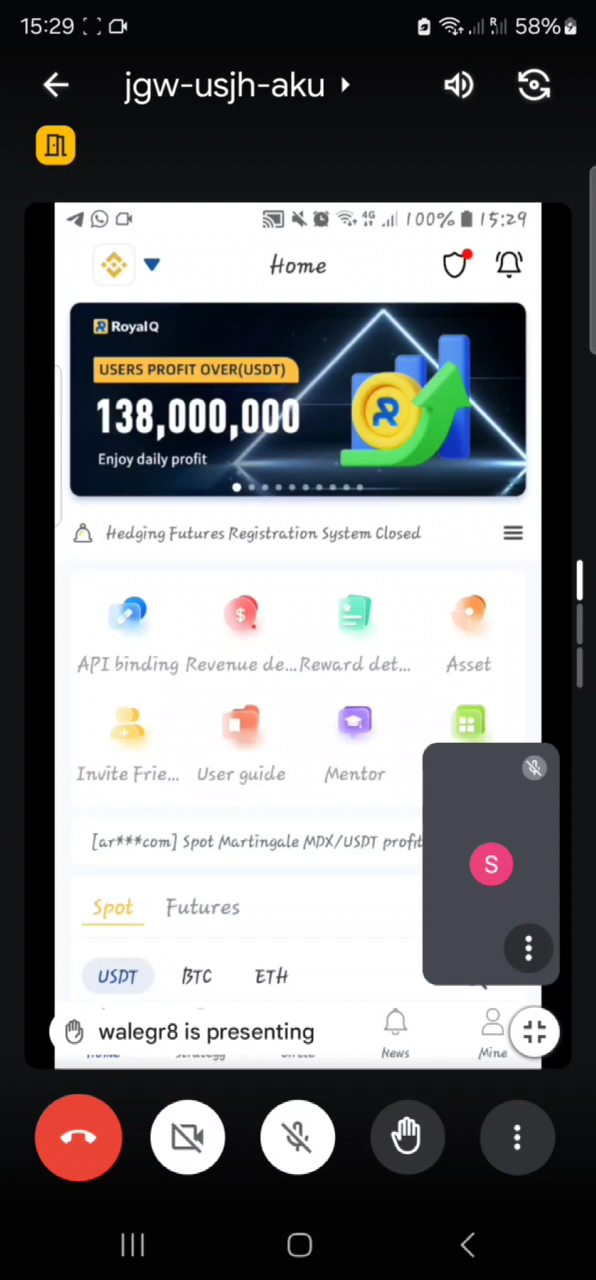 15:29
58%
jgw-usjh-aku
4G 100% 15:29
Home
RoyalQ
USERS PROFIT OVER(USDT)
138,000,000
Enjoy daily profit
Hedging Futures Registration System Closed
API binding Revenue de... Reward det... Asset
Invite Frie... User guide Mentor
[ar***com] Spot Martingale MDX/USDT profit
S
Spot Futures
USDT BTC ETH
walegr8 is presenting
News Mine